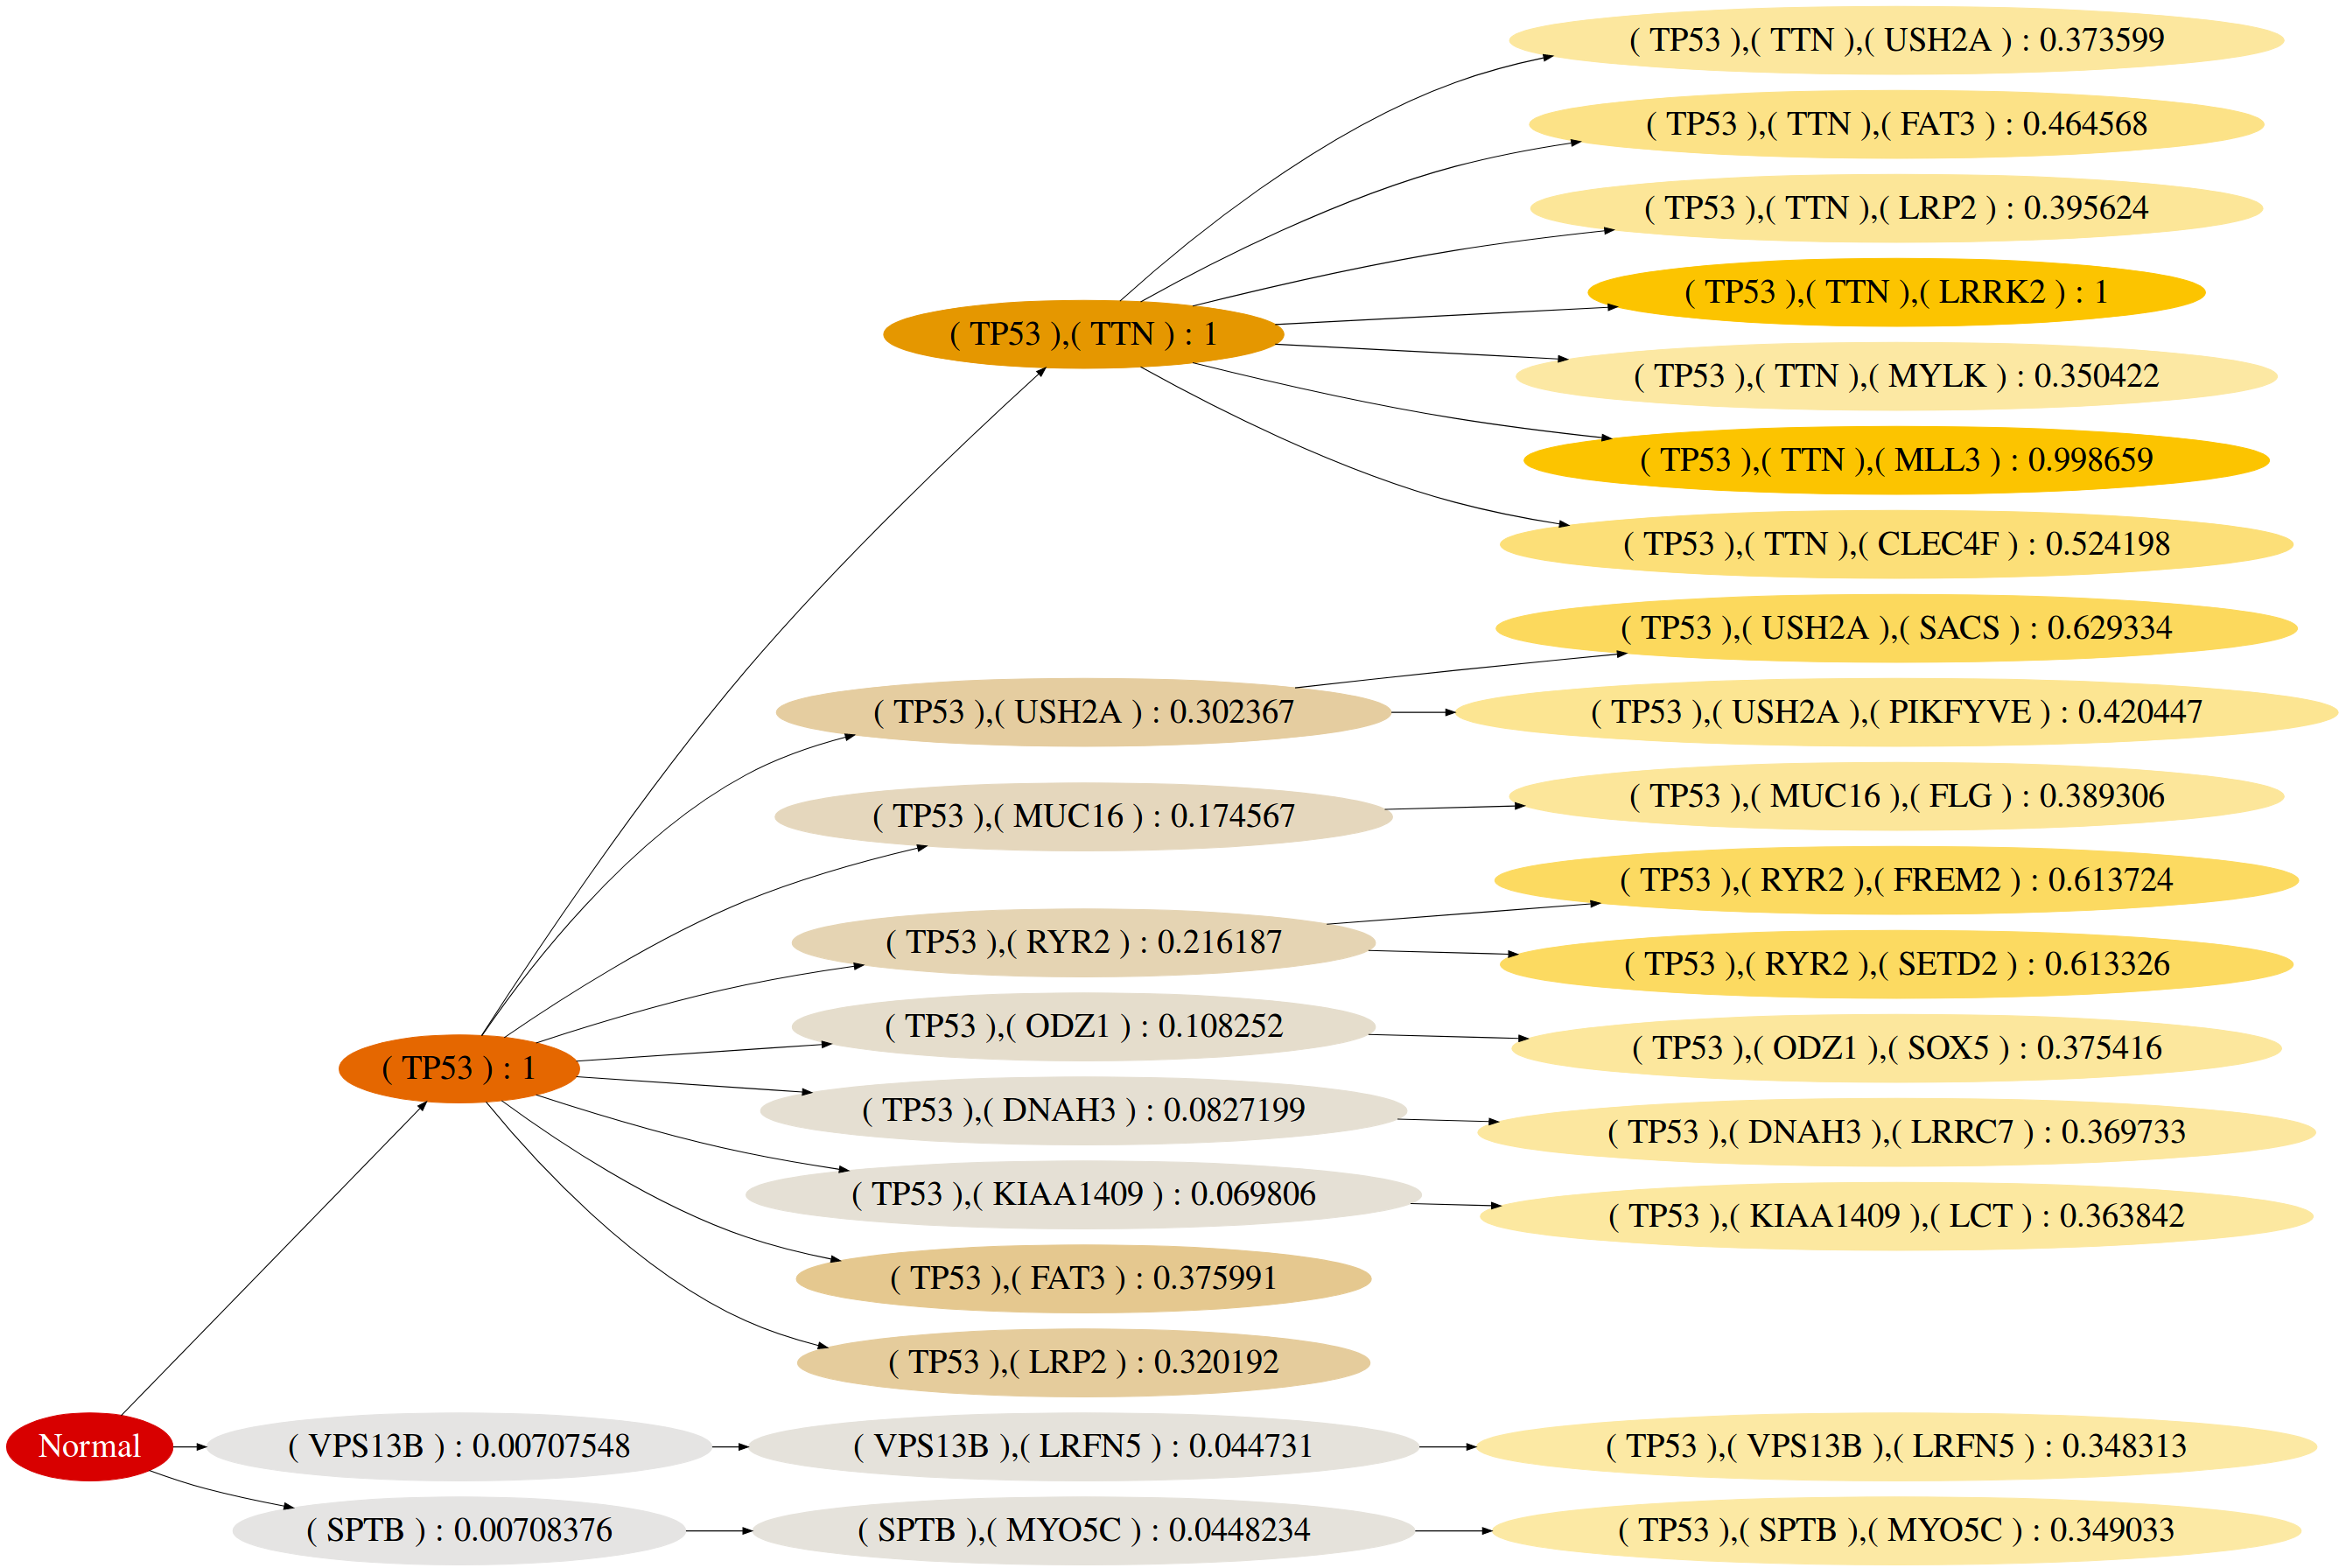 ( TP53 ),( TTN ),( USH2A ) : 0.373599
( TP53 ),( TTN ),( FAT3 ) : 0.464568
( TP53 ),( TTN ),( LRP2 ) : 0.395624
( TP53 ),( TTN ),( LRRK2 ) : 1
( TP53 ),( TTN ) : 1
( TP53 ),( TTN ),( MYLK ) : 0.350422
( TP53 ),( TTN ),( MLL3 ) : 0.998659
( TP53 ),( TTN ),( CLEC4F ) : 0.524198
( TP53 ),( USH2A ),( SACS ) : 0.629334
( TP53 ),( USH2A ) : 0.302367
( TP53 ),( USH2A ),( PIKFYVE ) : 0.420447
( TP53 ),( MUC16 ) : 0.174567
( TP53 ),( MUC16 ),( FLG ) : 0.389306
( TP53 ),( RYR2 ),( FREM2 ) : 0.613724
( TP53 ),( RYR2 ) : 0.216187
( TP53 ),( RYR2 ),( SETD2 ) : 0.613326
( TP53 ),( ODZ1 ) : 0.108252
( TP53 ),( ODZ1 ),( SOX5 ) : 0.375416
( TP53 ) : 1
( TP53 ),( DNAH3 ) : 0.0827199
( TP53 ),( DNAH3 ),( LRRC7 ) : 0.369733
( TP53 ),( KIAA1409 ) : 0.069806
( TP53 ),( KIAA1409 ),( LCT ) : 0.363842
( TP53 ),( FAT3 ) : 0.375991
( TP53 ),( LRP2 ) : 0.320192
Normal
( VPS13B ) : 0.00707548
( VPS13B ),( LRFN5 ) : 0.044731
( TP53 ),( VPS13B ),( LRFN5 ) : 0.348313
( SPTB ) : 0.00708376
( SPTB ),( MYO5C ) : 0.0448234
( TP53 ),( SPTB ),( MYO5C ) : 0.349033